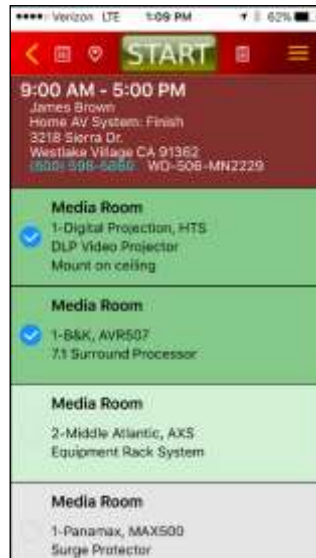 Verizon LTE 1:09 PM 62%
START
9:00 AM - 5:00 PM
James Brown
Home AV System: Finish
3218 Sierra Dr.
Westlake Village CA 91362
WO-506-MN2229
Media Room
1-Digital Projection, HTS
DLP Video Projector
Mount on ceiling
Media Room
1-B&K, AVR507
7.1 Surround Processor
Media Room
2-Middle Atlantic, AXS
Equipment Rack System
Media Room
1-Panamax, MAX500
Surge Protector